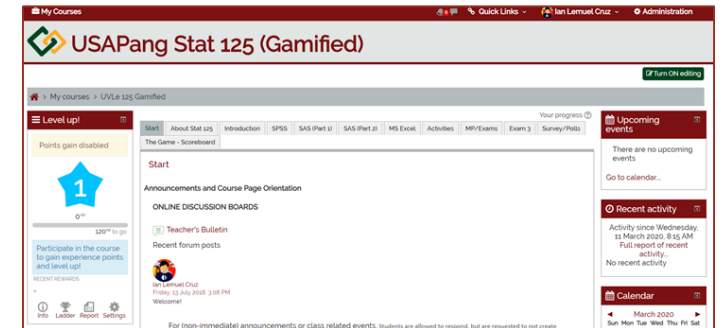 My Courses
Quick Links
Ian Lemuel Cruz
Administration
USAPang Stat 125 (Gamified)
Turn ON editing
> My courses > UVLe 125 Gamified
Level up!
Points gain disabled
1
0xp
120xp to go
Participate in the course
to gain experience points
and level up!
RECENT REWARDS
-
Info Ladder Report Settings
Your progress
Start About Stat 125 Introduction SPSS SAS (Part 1) SAS (Part 2) MS Excel Activities MP/Exams Exam 3 Survey/Polls
The Game - Scoreboard
Start
Announcements and Course Page Orientation
ONLINE DISCUSSION BOARDS
Teacher's Bulletin
Recent forum posts
Ian Lemuel Cruz
Friday, 13 July 2018, 3:08 PM
Welcome!
For (non-immediate) announcements or class related events. Students are allowed to respond, but are requested to not create
Upcoming
events
There are no upcoming
events
Go to calendar...
Recent activity
Activity since Wednesday,
11 March 2020, 8:15 AM
Full report of recent
activity...
No recent activity
Calendar
◄ March 2020 ►
Sun Mon Tue Wed Thu Fri Sat